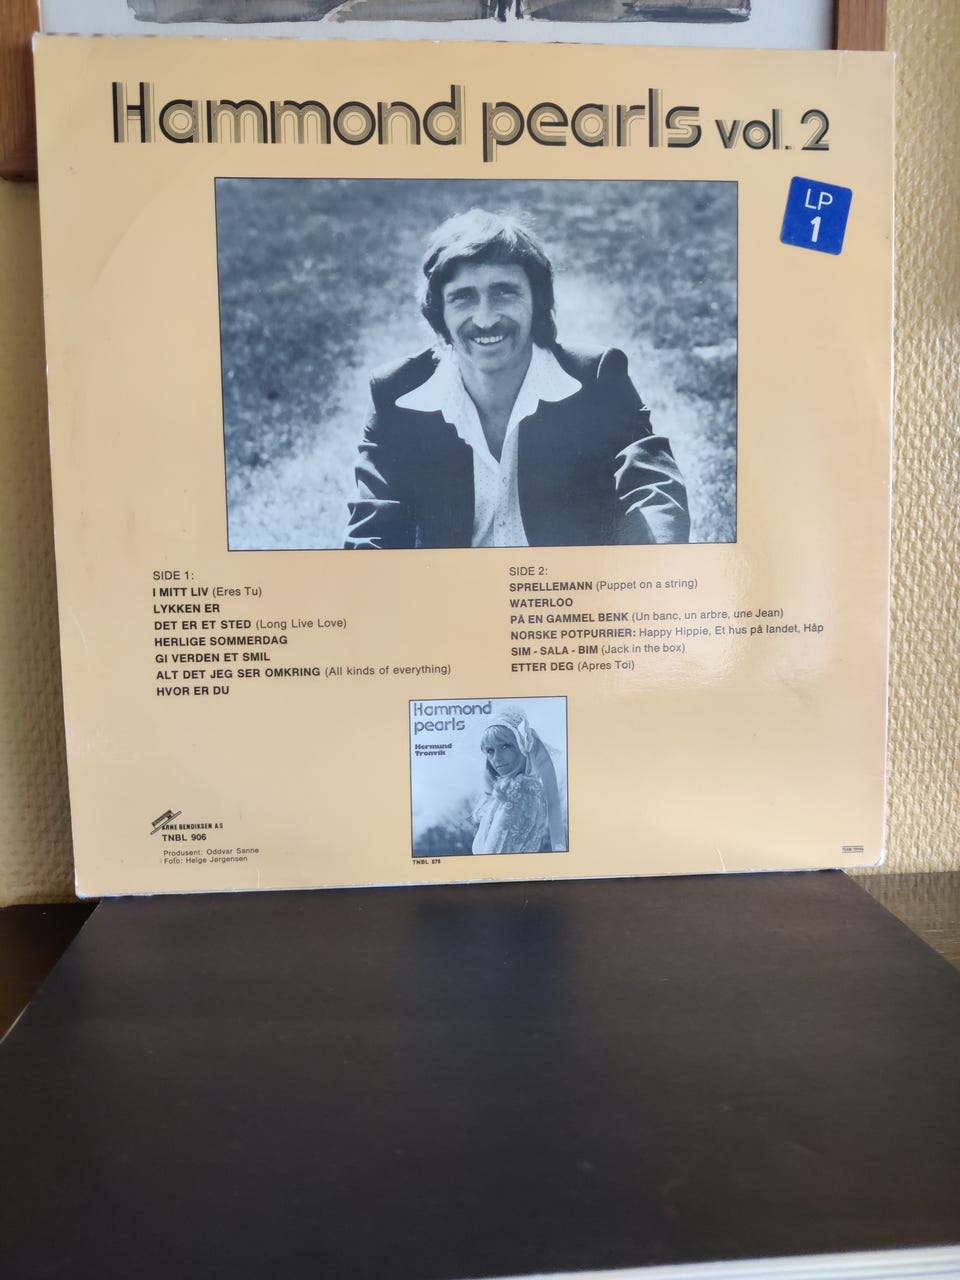 Hammond pearls vol. 2
LP
1
SIDE 1:
I MITT LIV (Eres Tu)
LYKKEN ER
DET ER ET STED (Long Live Love)
HERLIGE SOMMERDAG
GI VERDEN ET SMIL
ALT DET JEG SER OMKRING (All kinds of everything)
HVOR ER DU
SIDE 2:
SPRELLEMANN (Puppet on a string)
WATERLOO
PÅ EN GAMMEL BENK (Un banc, un arbre, une Jean)
NORSKE POTPURRIER: Happy Hippie, Et hus på landet, Håp
SIM - SALA - BIM (Jack in the box)
ETTER DEG (Apres Toi)
Hammond
pearls
Hermund
Tronvik
ARNE BENDIKSEN A.S
TNBL 906
Produsent: Oddvar Sanne
Foto: Helge Jørgensen
TNBL 876